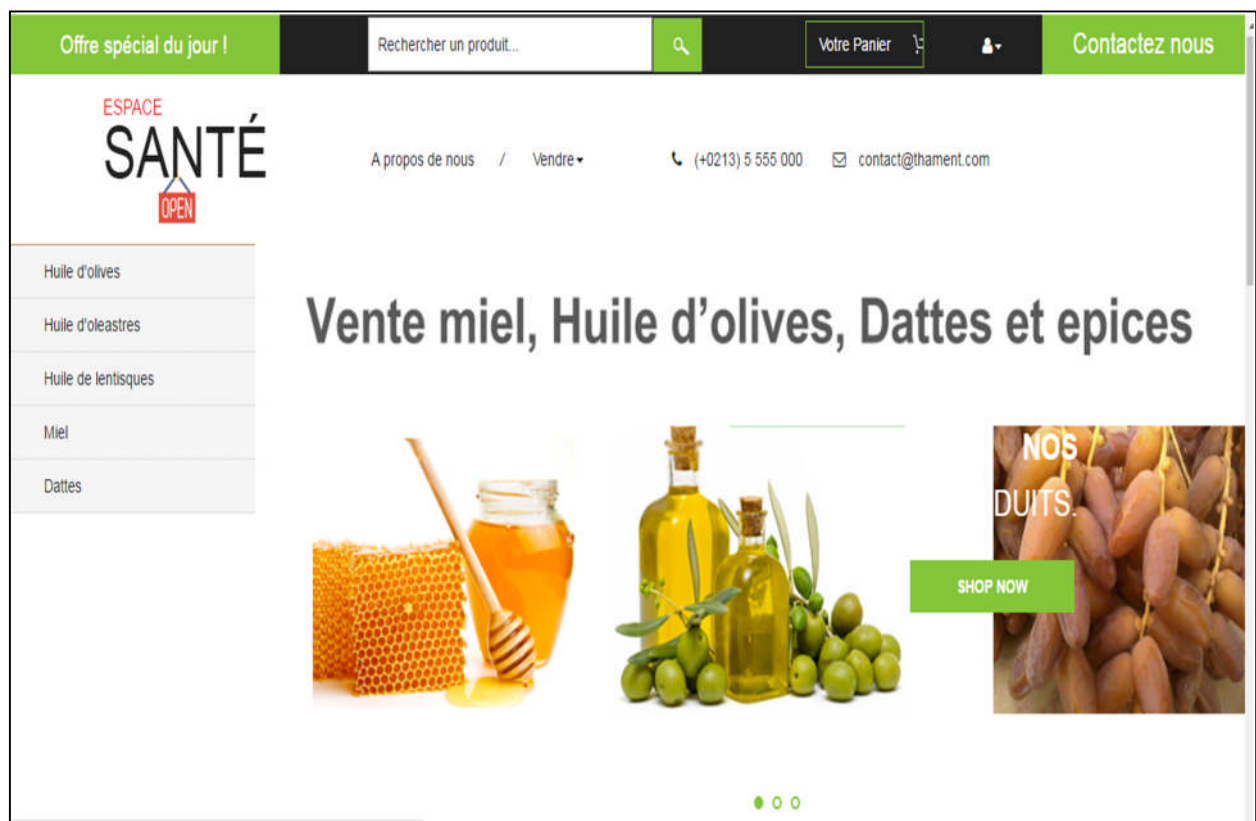 Offre spécial du jour !
Rechercher un produit...
Votre Panier
Contactez nous
ESPACE
SANTÉ
OPEN
A propos de nous / Vendre
(+0213) 5 555 000
contact@thament.com
Huile d'olives
Huile d'oleastres
Huile de lentisques
Miel
Dattes
Vente miel, Huile d’olives, Dattes et epices
NOS
DUITS.
SHOP NOW